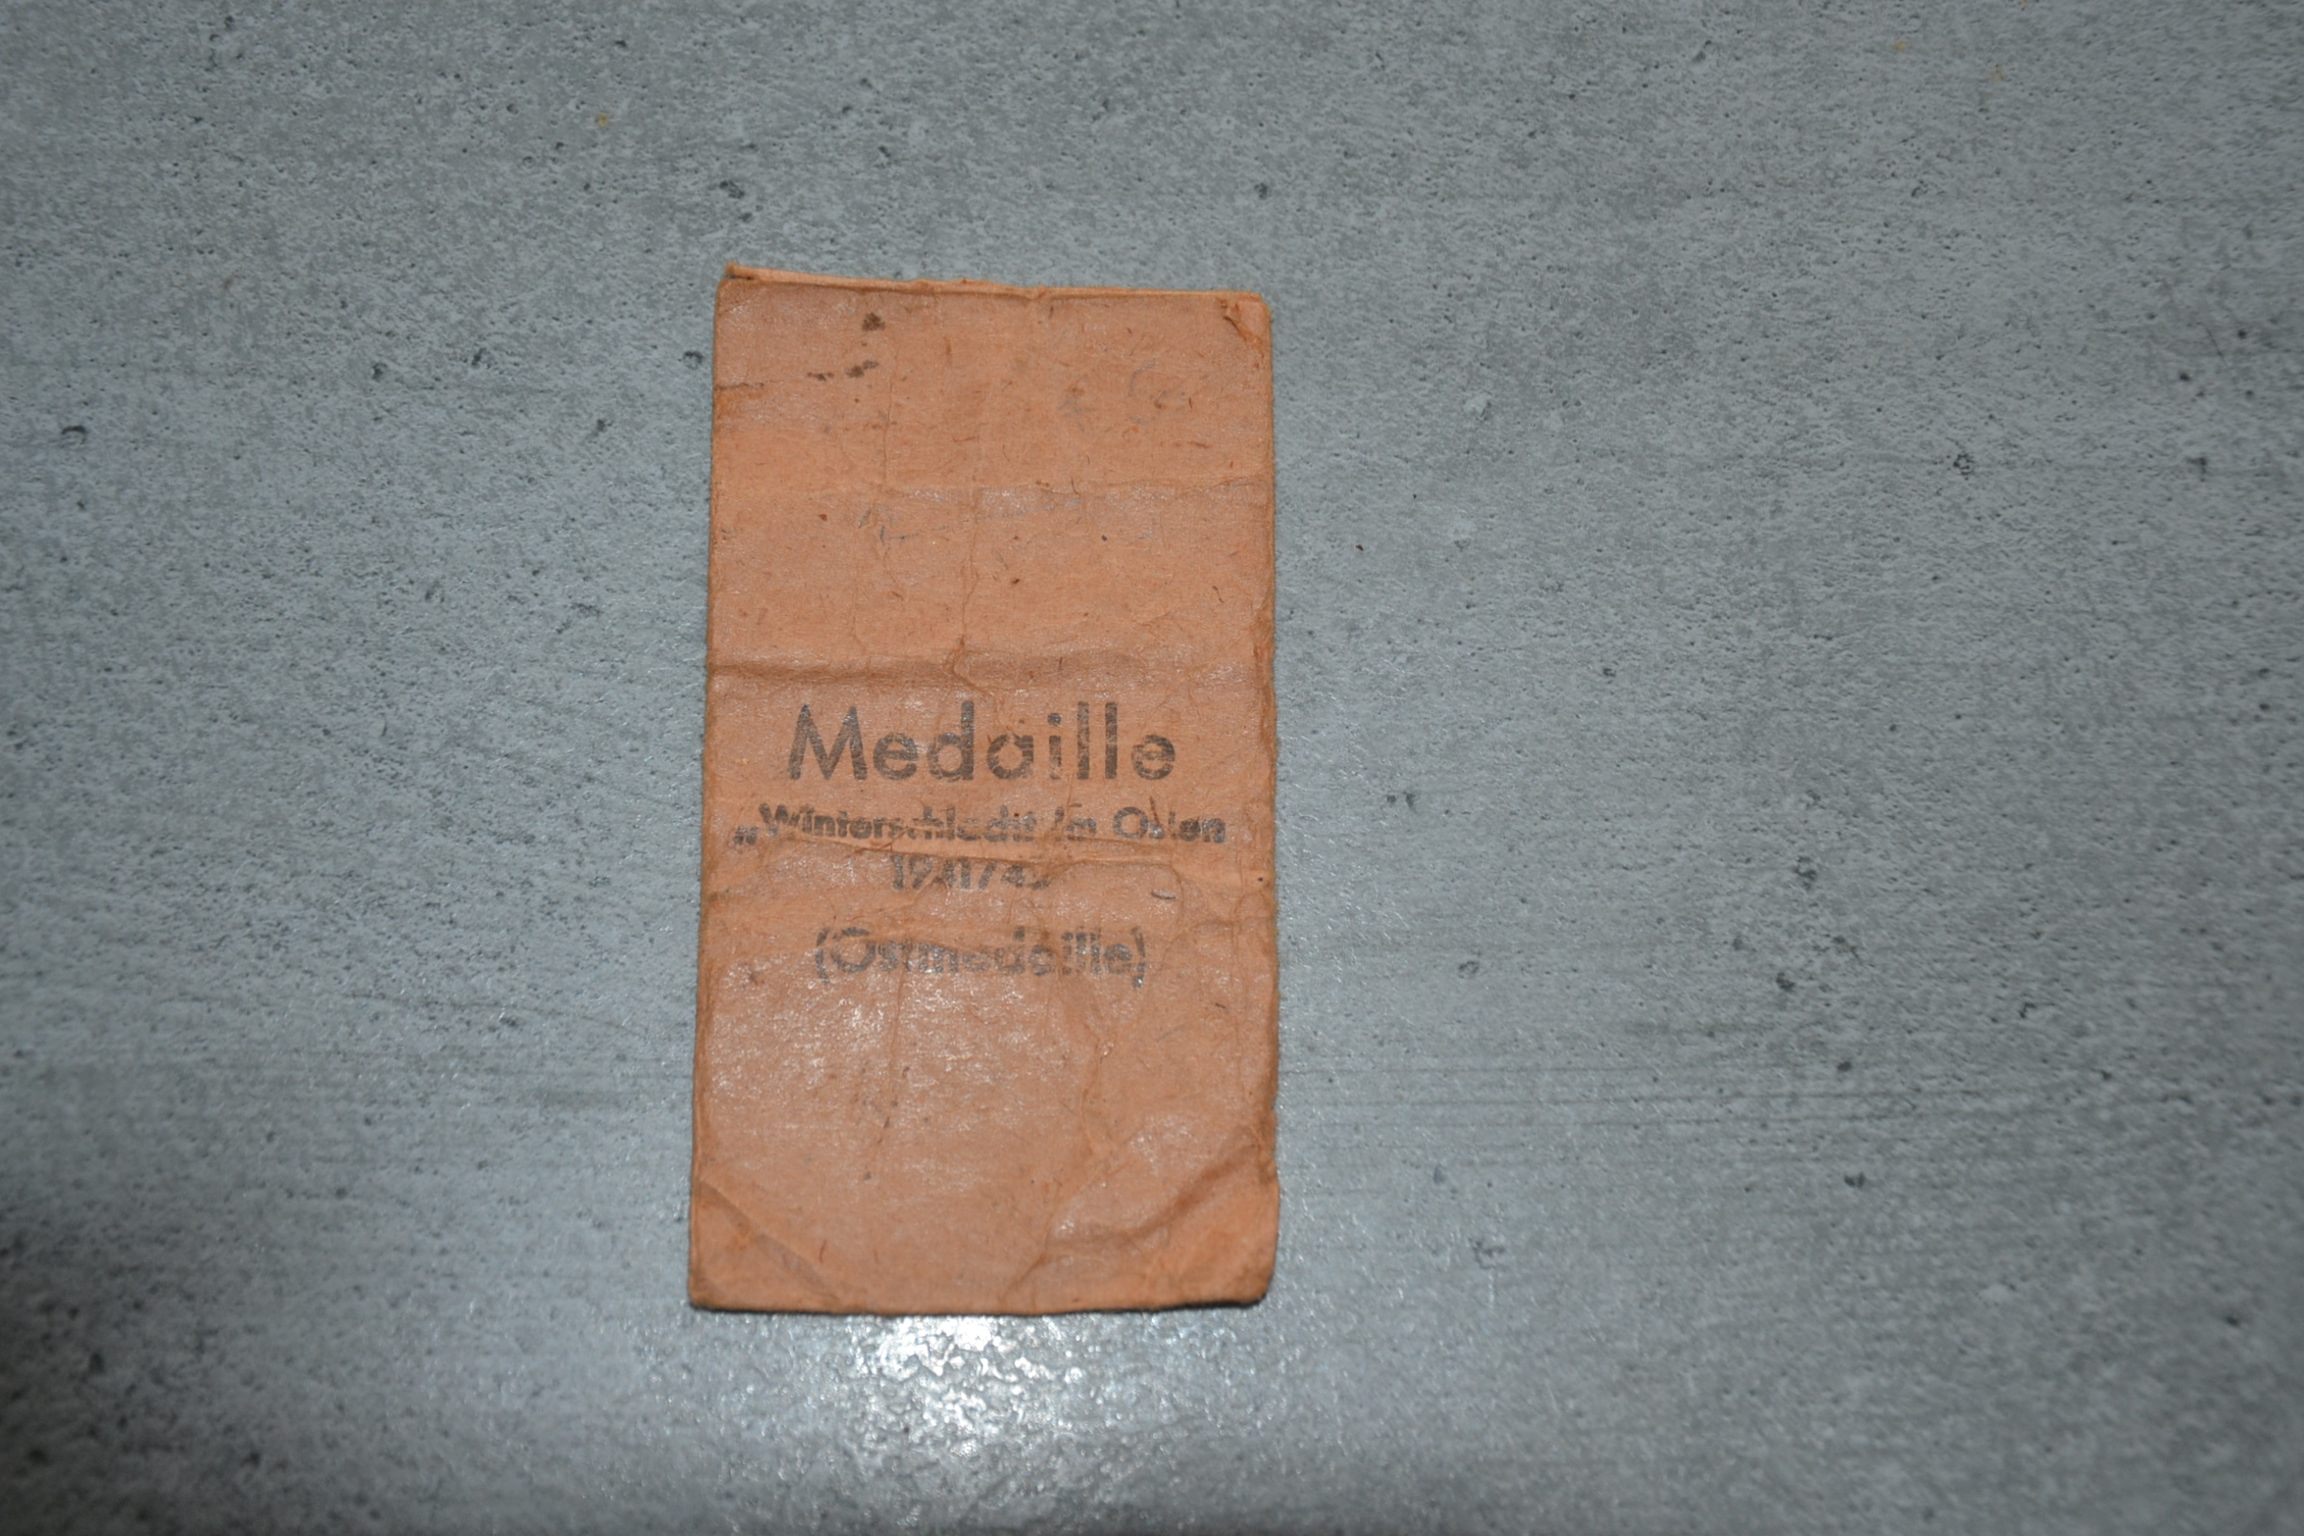 Medaille
„Winterschlacht im Osten
1941/42
(Ostmedaille)